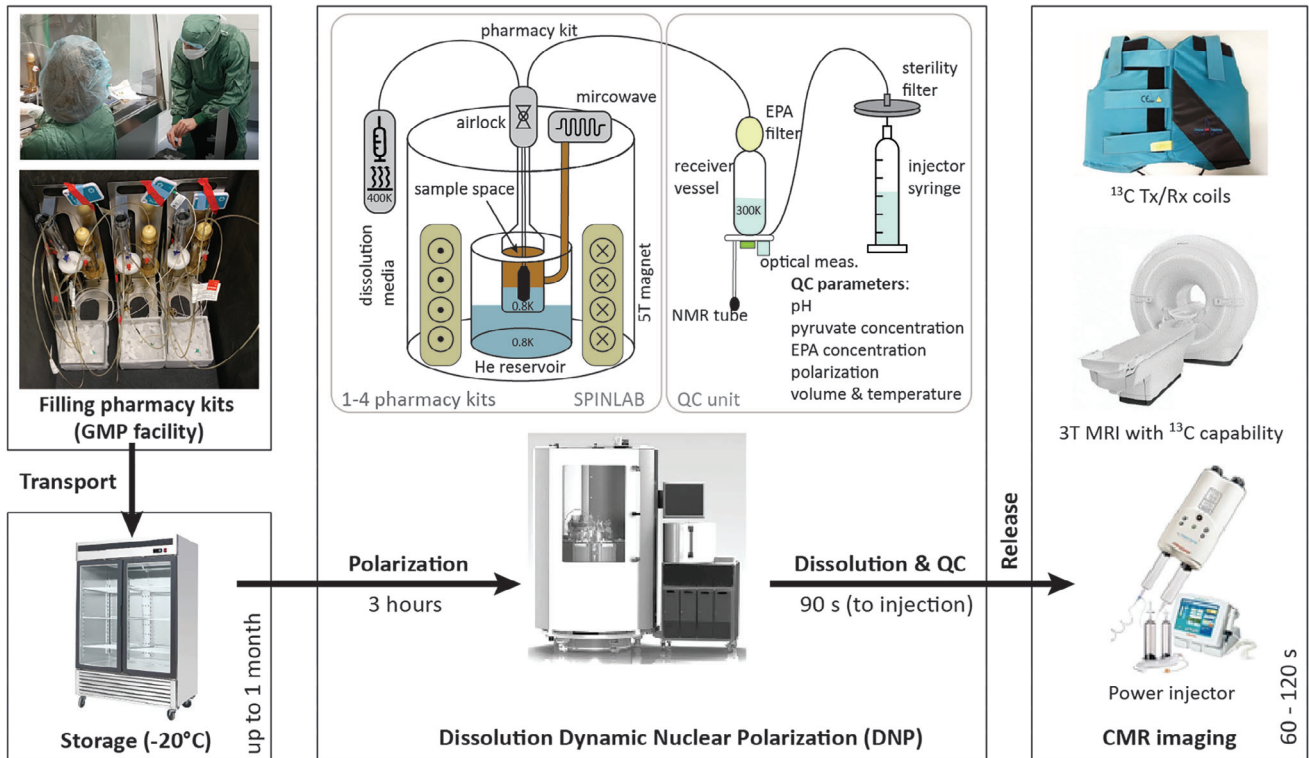 Filling pharmacy kits
(GMP facility)
Transport
Storage (-20°C)
up to 1 month
pharmacy kit
mircowave
airlock
400K
sample space
dissolution
media
0.8K
0.8K
5T magnet
He reservoir
1-4 pharmacy kits
SPINLAB
sterility
filter
EPA
filter
receiver
vessel
injector
syringe
300K
optical meas.
NMR tube
QC parameters:
pH
pyruvate concentration
EPA concentration
polarization
volume & temperature
QC unit
Polarization
3 hours
Dissolution & QC
90 s (to injection)
Dissolution Dynamic Nuclear Polarization (DNP)
Release
¹³C Tx/Rx coils
3T MRI with ¹³C capability
Power injector
CMR imaging
60 - 120 s